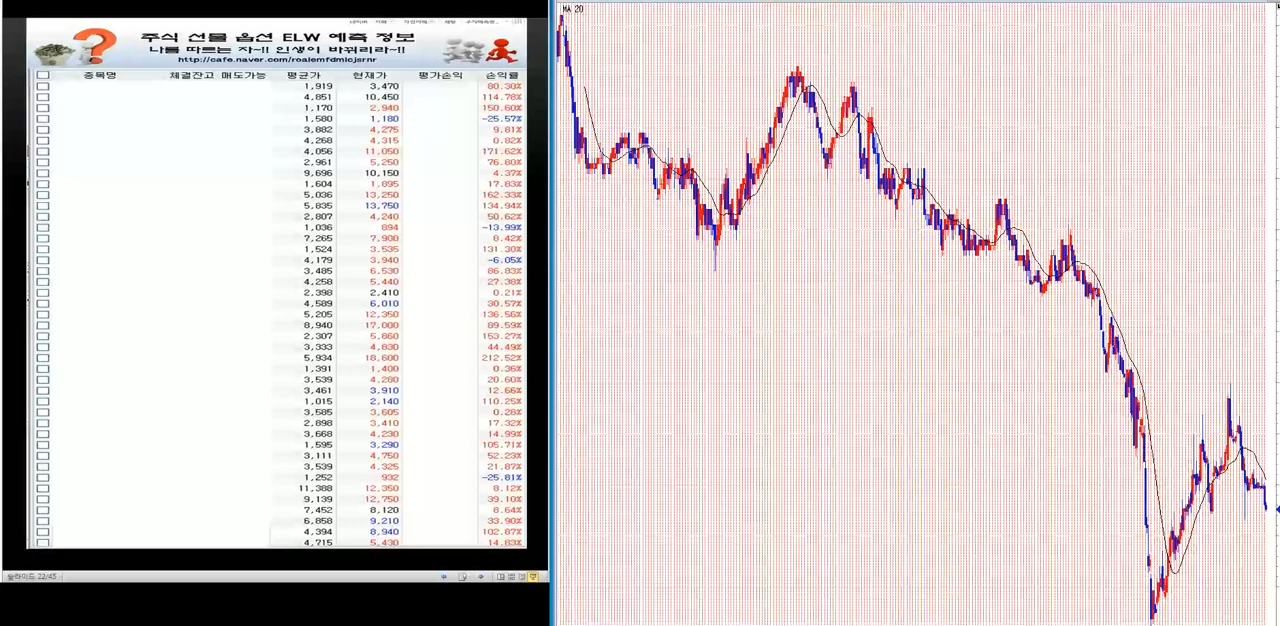 MA 20
주식 선물 옵션 ELW 예측 정보
나를 따르는 자~!! 인생이 바뀌리라~!!
종목명 체결잔고 매도가능 평균가 현재가 평가손익 손익률
1,919 3,470 80.30%
4,851 10,450 114.78%
1,170 2,940 150.60%
1,580 1,180 -25.57%
3,882 4,275 9.81%
4,268 4,315 0.82%
4,056 11,050 171.62%
2,961 5,250 76.80%
9,696 10,150 4.37%
1,604 1,895 17.83%
5,036 13,250 162.33%
5,835 13,750 134.94%
2,807 4,240 50.62%
1,036 894 -13.99%
7,265 7,900 8.42%
1,524 3,535 131.30%
4,179 3,940 -6.05%
3,485 6,530 86.83%
4,258 5,440 27.38%
2,398 2,410 0.21%
4,589 6,010 30.57%
5,205 12,350 136.56%
8,940 17,000 89.59%
2,307 5,860 153.27%
3,333 4,830 44.49%
5,934 18,600 212.52%
1,391 1,400 0.36%
3,539 4,280 20.60%
3,461 3,910 12.66%
1,015 2,140 110.25%
3,585 3,605 0.28%
2,898 3,410 17.32%
3,668 4,230 14.99%
1,595 3,290 105.71%
3,111 4,750 52.23%
3,539 4,325 21.87%
1,252 932 -25.81%
11,388 12,350 8.12%
9,139 12,750 39.10%
7,452 8,120 8.64%
6,858 9,210 33.90%
4,394 8,940 102.87%
4,715 5,430 14.83%
슬라이드 22/45